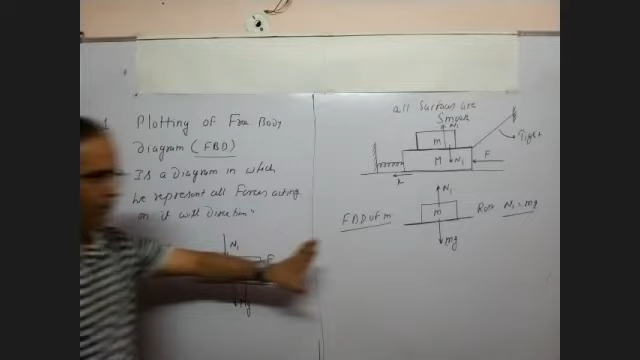 Plotting of Free Body
Diagram (FBD)
Is a Diagram in which
we represent all Forces acting
on it with Direction"
N₁
F
Mg
all Surfaces are
Smooth
N₁
m
Tight
M
N₁
F
x
N₁
FBD of m
m
N₁ = mg
mg